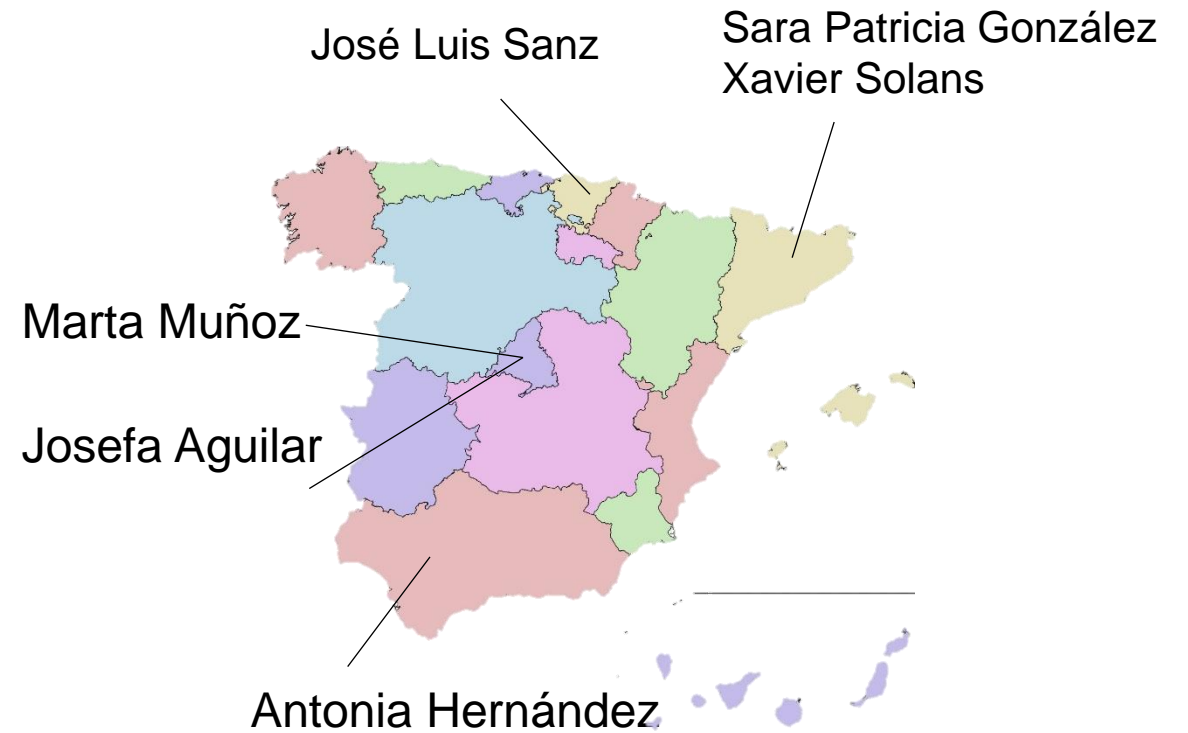 José Luis Sanz
Sara Patricia González
Xavier Solans
Marta Muñoz
Josefa Aguilar
Antonia Hernández